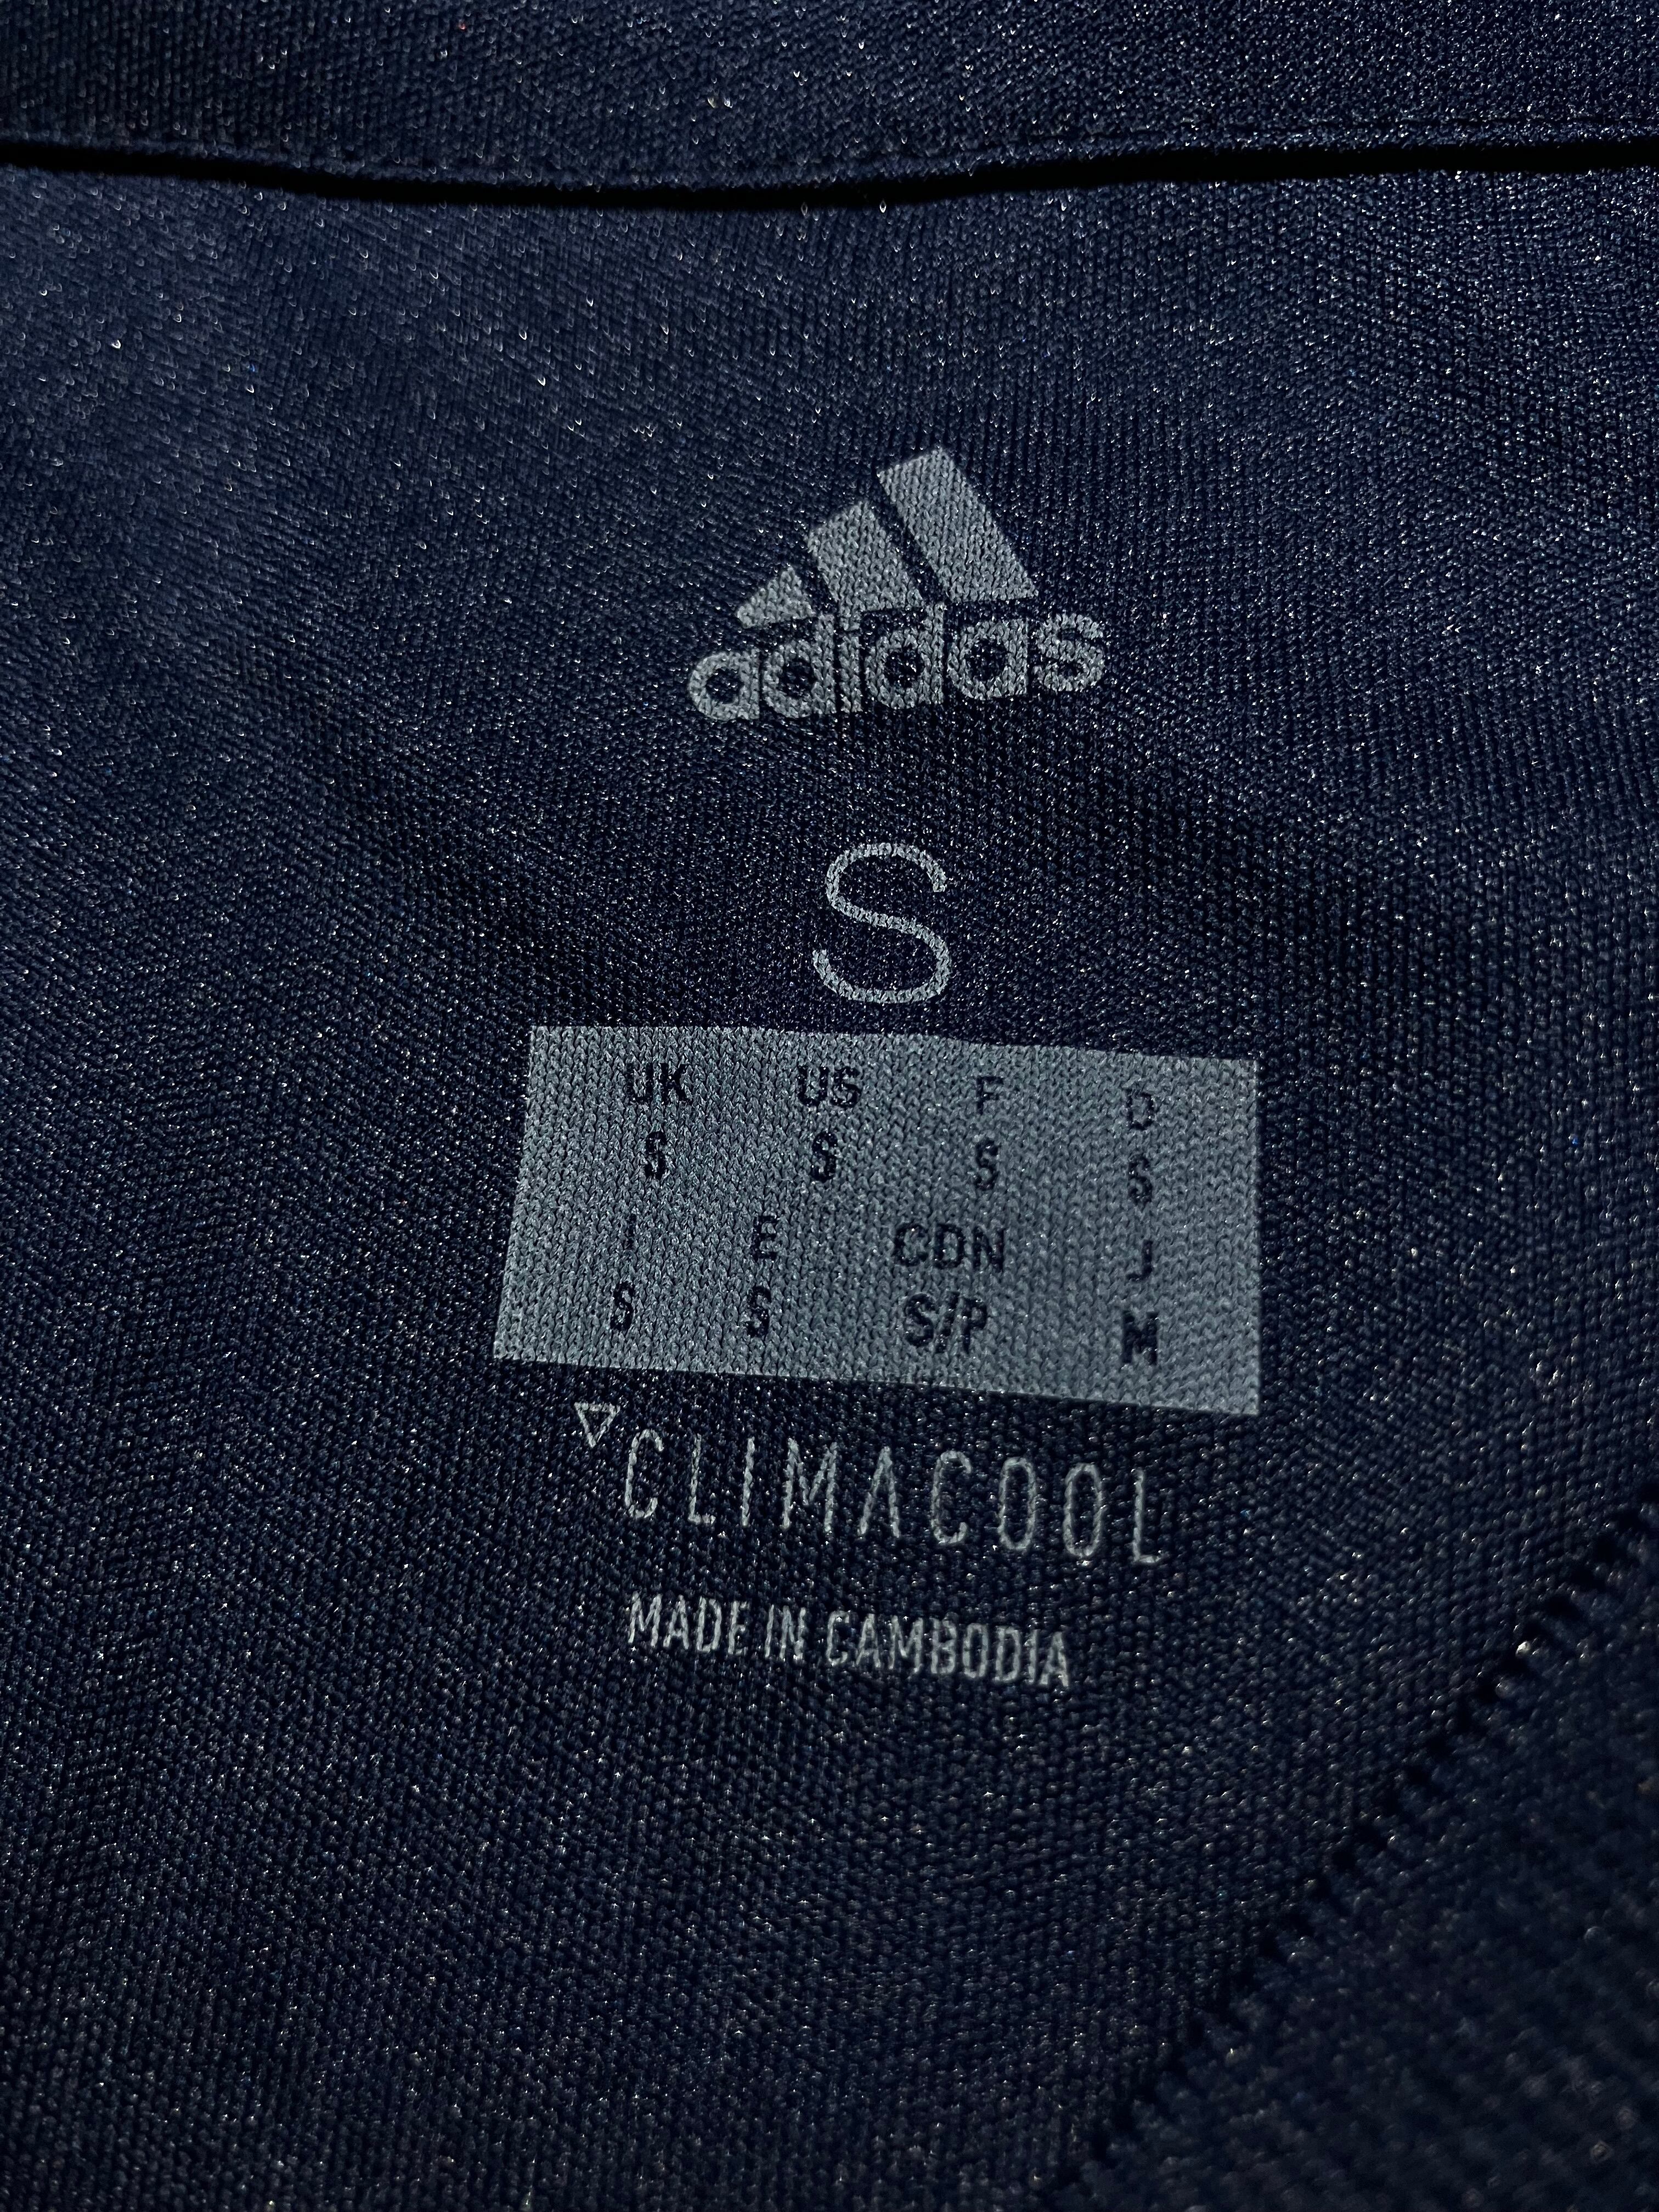 adidas
S
UK US F D
S S S S
I E CDN J
S S S/P M
CLIMACOOL
MADE IN CAMBODIA